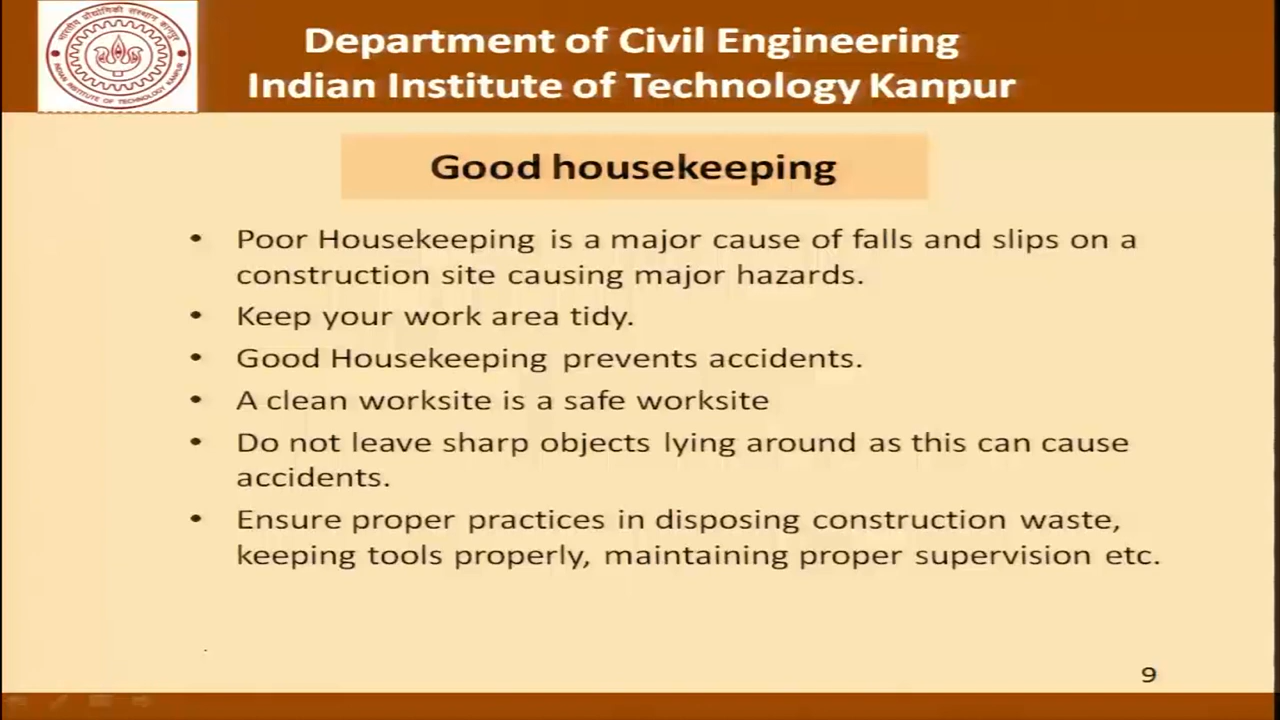 Department of Civil Engineering
Indian Institute of Technology Kanpur
Good housekeeping
• Poor Housekeeping is a major cause of falls and slips on a
construction site causing major hazards.
• Keep your work area tidy.
• Good Housekeeping prevents accidents.
• A clean worksite is a safe worksite
• Do not leave sharp objects lying around as this can cause
accidents.
• Ensure proper practices in disposing construction waste,
keeping tools properly, maintaining proper supervision etc.
9